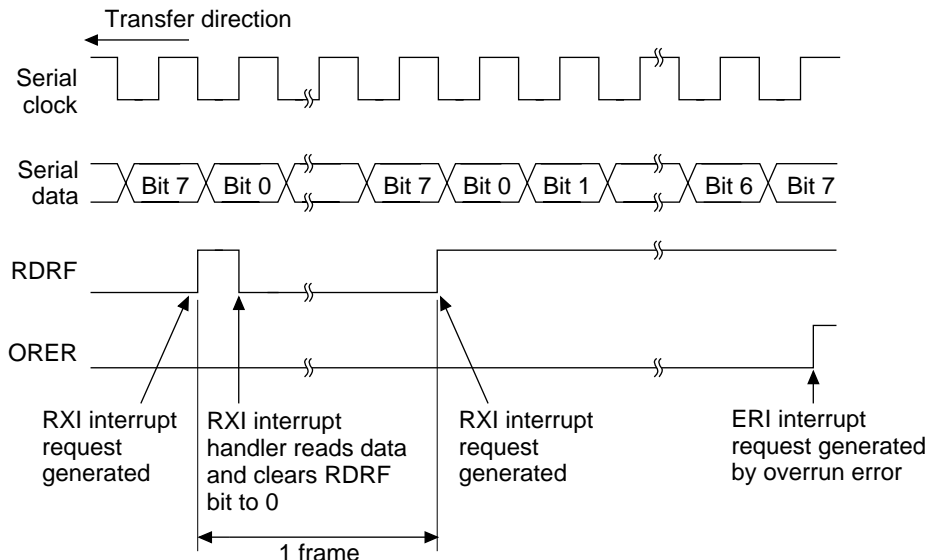 Transfer direction
Serial
clock
Serial
data
Bit 7 Bit 0 Bit 7 Bit 0 Bit 1 Bit 6 Bit 7
RDRF
ORER
RXI interrupt
request
generated
RXI interrupt
handler reads data
and clears RDRF
bit to 0
RXI interrupt
request
generated
ERI interrupt
request generated
by overrun error
1 frame